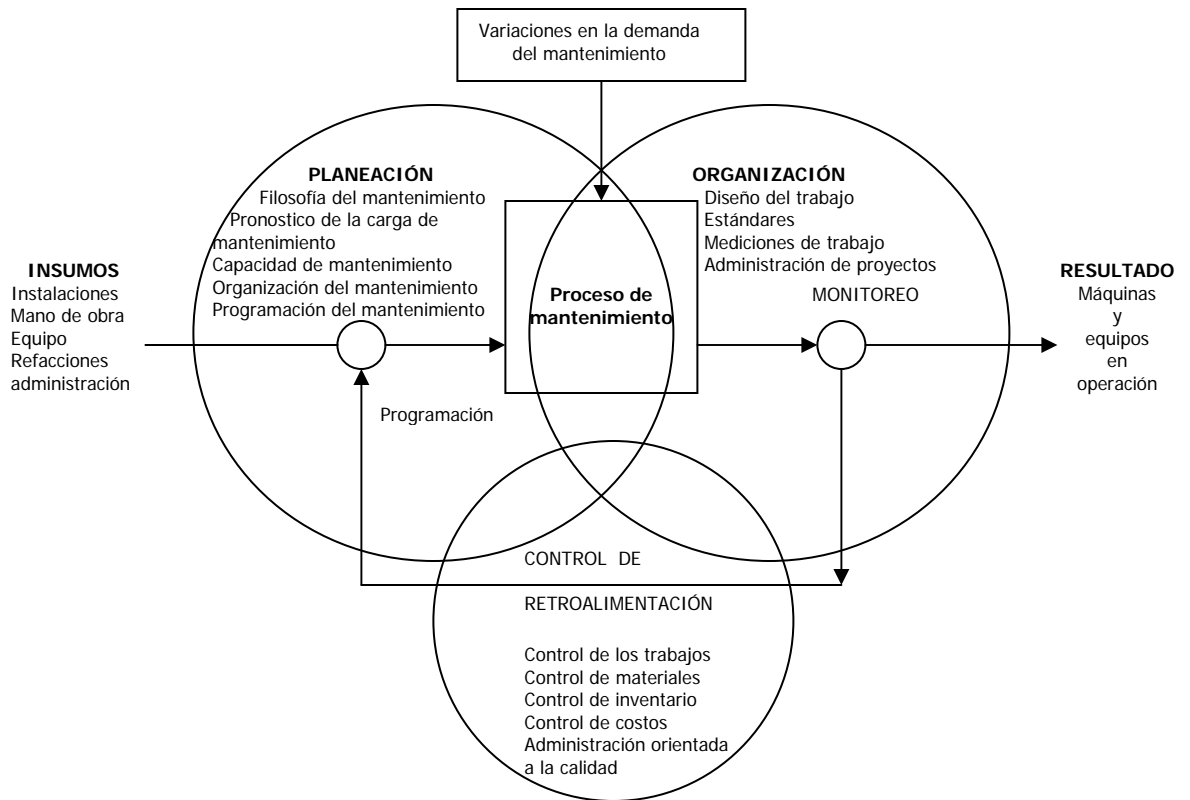 Variaciones en la demanda
del mantenimiento
PLANEACIÓN
Filosofía del mantenimiento
Pronostico de la carga de
mantenimiento
Capacidad de mantenimiento
Organización del mantenimiento
Programación del mantenimiento
ORGANIZACIÓN
Diseño del trabajo
Estándares
Mediciones de trabajo
Administración de proyectos
MONITOREO
INSUMOS
Instalaciones
Mano de obra
Equipo
Refacciones
administración
Proceso de
mantenimiento
RESULTADO
Máquinas
y
equipos
en
operación
Programación
CONTROL DE
RETROALIMENTACIÓN
Control de los trabajos
Control de materiales
Control de inventario
Control de costos
Administración orientada
a la calidad